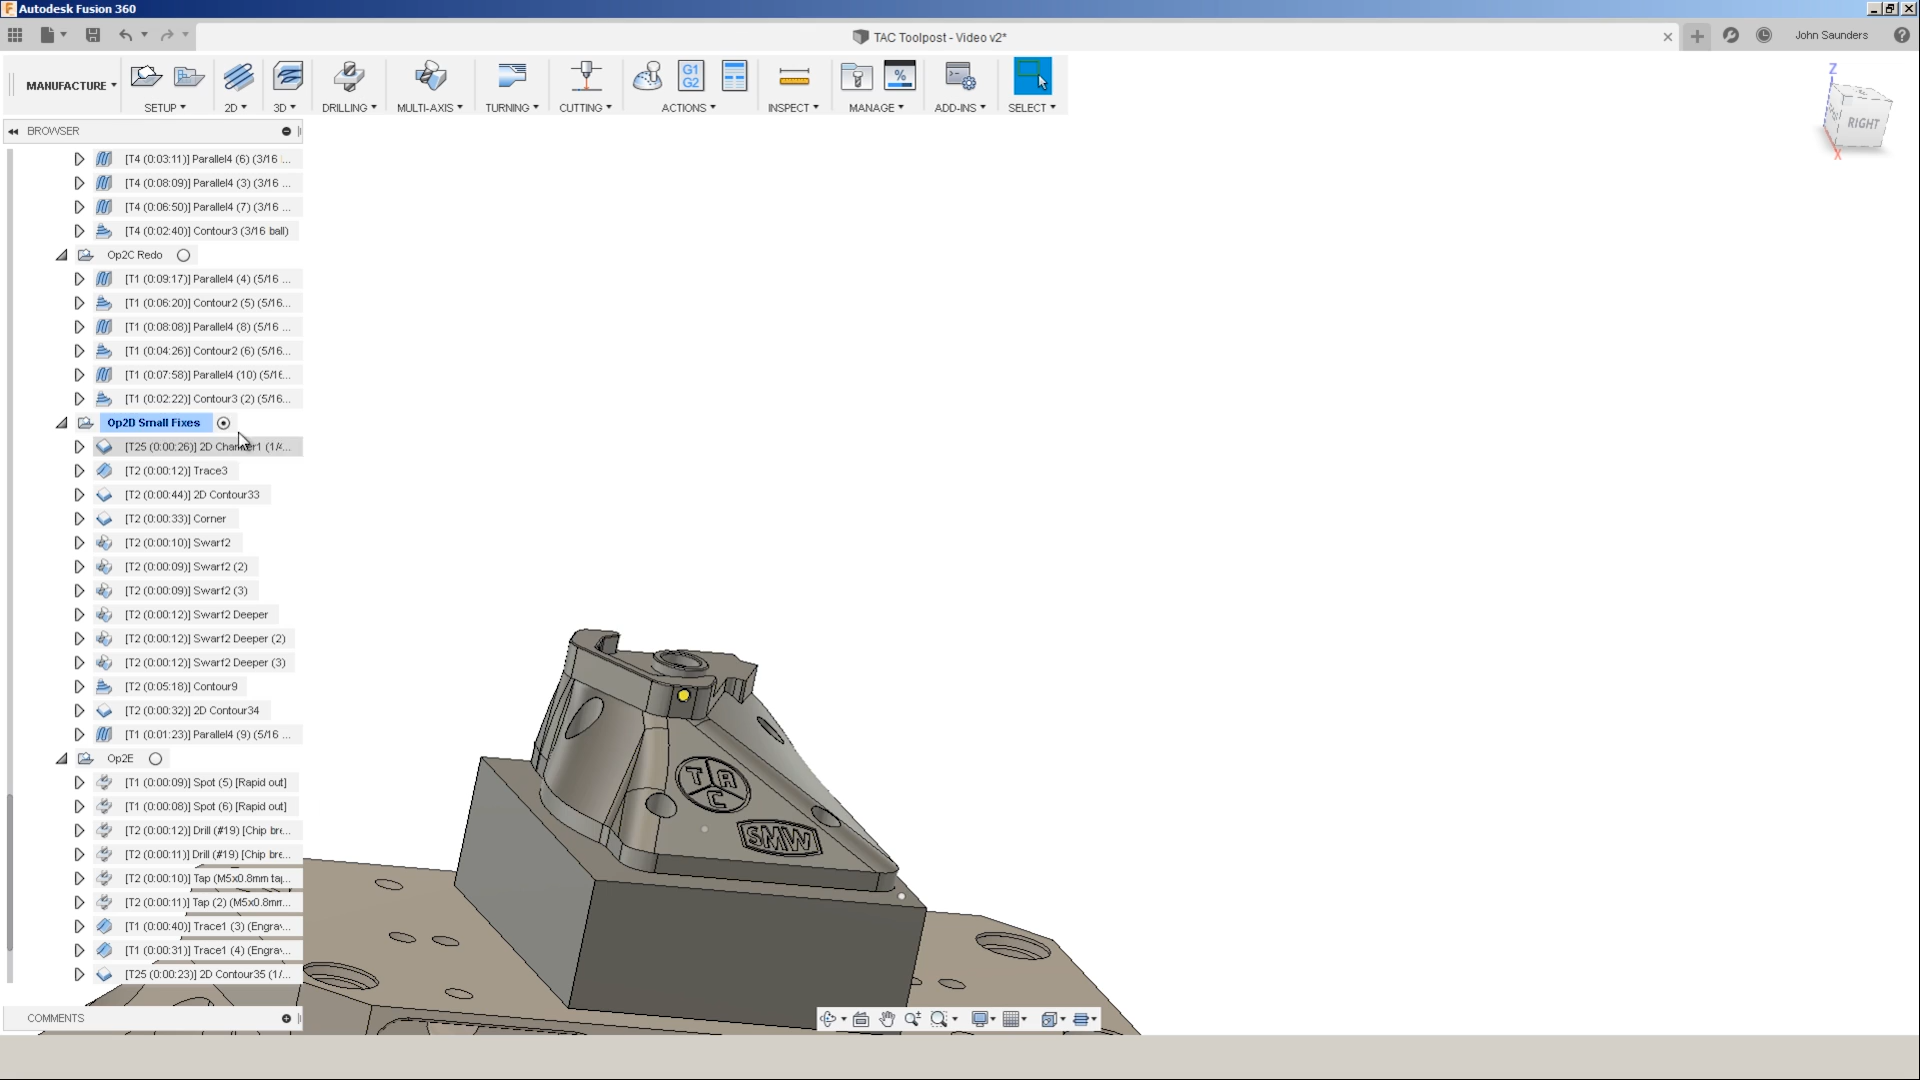 Autodesk Fusion 360
TAC Toolpost - Video v2*
John Saunders
MANUFACTURE
SETUP
2D
3D
DRILLING
MULTI-AXIS
TURNING
CUTTING
G1
G2
ACTIONS
INSPECT
MANAGE
ADD-INS
SELECT
Z
RIGHT
X
BROWSER
[T4 (0:03:11)] Parallel4 (6) (3/16 ...
[T4 (0:08:09)] Parallel4 (3) (3/16 ...
[T4 (0:06:50)] Parallel4 (7) (3/16 ...
[T4 (0:02:40)] Contour3 (3/16 ball)
Op2C Redo
[T1 (0:09:17)] Parallel4 (4) (5/16 ...
[T1 (0:06:20)] Contour2 (5) (5/16...
[T1 (0:08:08)] Parallel4 (8) (5/16 ...
[T1 (0:04:26)] Contour2 (6) (5/16...
[T1 (0:07:58)] Parallel4 (10) (5/16...
[T1 (0:02:22)] Contour3 (2) (5/16...
Op2D Small Fixes
[T25 (0:00:26)] 2D Chamfer1 (1/4...
[T2 (0:00:12)] Trace3
[T2 (0:00:44)] 2D Contour33
[T2 (0:00:33)] Corner
[T2 (0:00:10)] Swarf2
[T2 (0:00:09)] Swarf2 (2)
[T2 (0:00:09)] Swarf2 (3)
[T2 (0:00:12)] Swarf2 Deeper
[T2 (0:00:12)] Swarf2 Deeper (2)
[T2 (0:00:12)] Swarf2 Deeper (3)
[T2 (0:05:18)] Contour9
[T2 (0:00:32)] 2D Contour34
[T2 (0:01:23)] Parallel4 (9) (5/16 ...
Op2E
[T1 (0:00:09)] Spot (5) [Rapid out]
[T1 (0:00:08)] Spot (6) [Rapid out]
[T2 (0:00:12)] Drill (#19) [Chip bre...
[T2 (0:00:11)] Drill (#19) [Chip bre...
[T2 (0:00:10)] Tap (M5x0.8mm tap...
[T2 (0:00:11)] Tap (2) (M5x0.8mm...
[T1 (0:00:40)] Trace1 (3) (Engrav...
[T1 (0:00:31)] Trace1 (4) (Engrav...
[T25 (0:00:23)] 2D Contour35 (1/...
TAC
SMW
COMMENTS